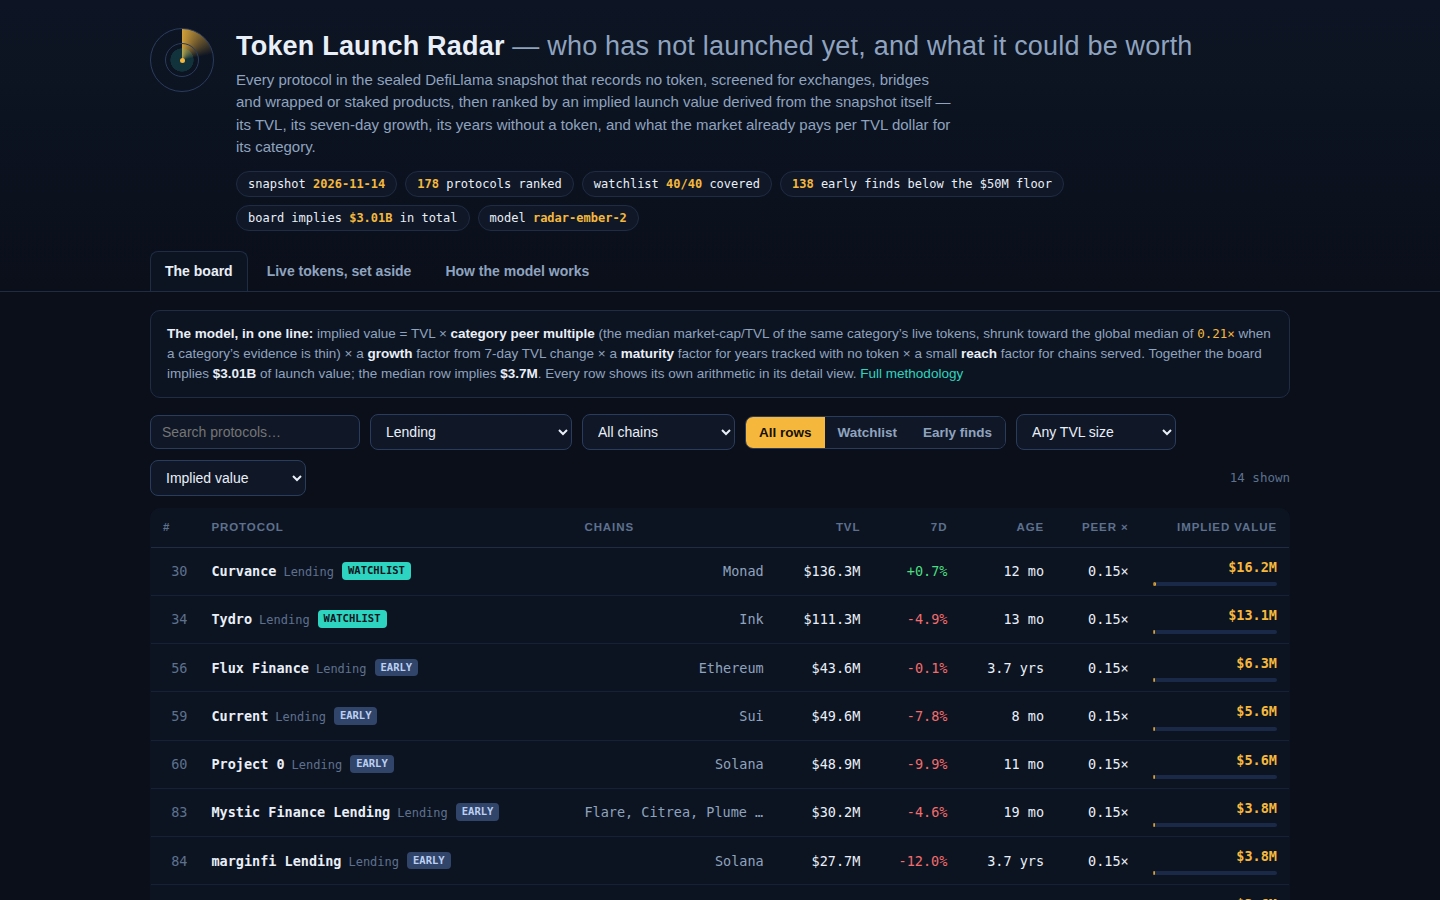 Token Launch Radar — who has not launched yet, and what it could be worth
Every protocol in the sealed DefiLlama snapshot that records no token, screened for exchanges, bridges
and wrapped or staked products, then ranked by an implied launch value derived from the snapshot itself —
its TVL, its seven-day growth, its years without a token, and what the market already pays per TVL dollar for
its category.
snapshot 2026-11-14 178 protocols ranked watchlist 40/40 covered 138 early finds below the $50M floor
board implies $3.01B in total model radar-ember-2
The board Live tokens, set aside How the model works
The model, in one line: implied value = TVL × category peer multiple (the median market-cap/TVL of the same category's live tokens, shrunk toward the global median of 0.21× when
a category's evidence is thin) × a growth factor from 7-day TVL change × a maturity factor for years tracked with no token × a small reach factor for chains served. Together the board
implies $3.01B of launch value; the median row implies $3.7M. Every row shows its own arithmetic in its detail view. Full methodology
Search protocols… Lending All chains All rows Watchlist Early finds Any TVL size
Implied value 14 shown
# PROTOCOL CHAINS TVL 7D AGE PEER × IMPLIED VALUE
30 Curvance Lending WATCHLIST Monad $136.3M +0.7% 12 mo 0.15× $16.2M
34 Tydro Lending WATCHLIST Ink $111.3M -4.9% 13 mo 0.15× $13.1M
56 Flux Finance Lending EARLY Ethereum $43.6M -0.1% 3.7 yrs 0.15× $6.3M
59 Current Lending EARLY Sui $49.6M -7.8% 8 mo 0.15× $5.6M
60 Project 0 Lending EARLY Solana $48.9M -9.9% 11 mo 0.15× $5.6M
83 Mystic Finance Lending Lending EARLY Flare, Citrea, Plume … $30.2M -4.6% 19 mo 0.15× $3.8M
84 marginfi Lending Lending EARLY Solana $27.7M -12.0% 3.7 yrs 0.15× $3.8M